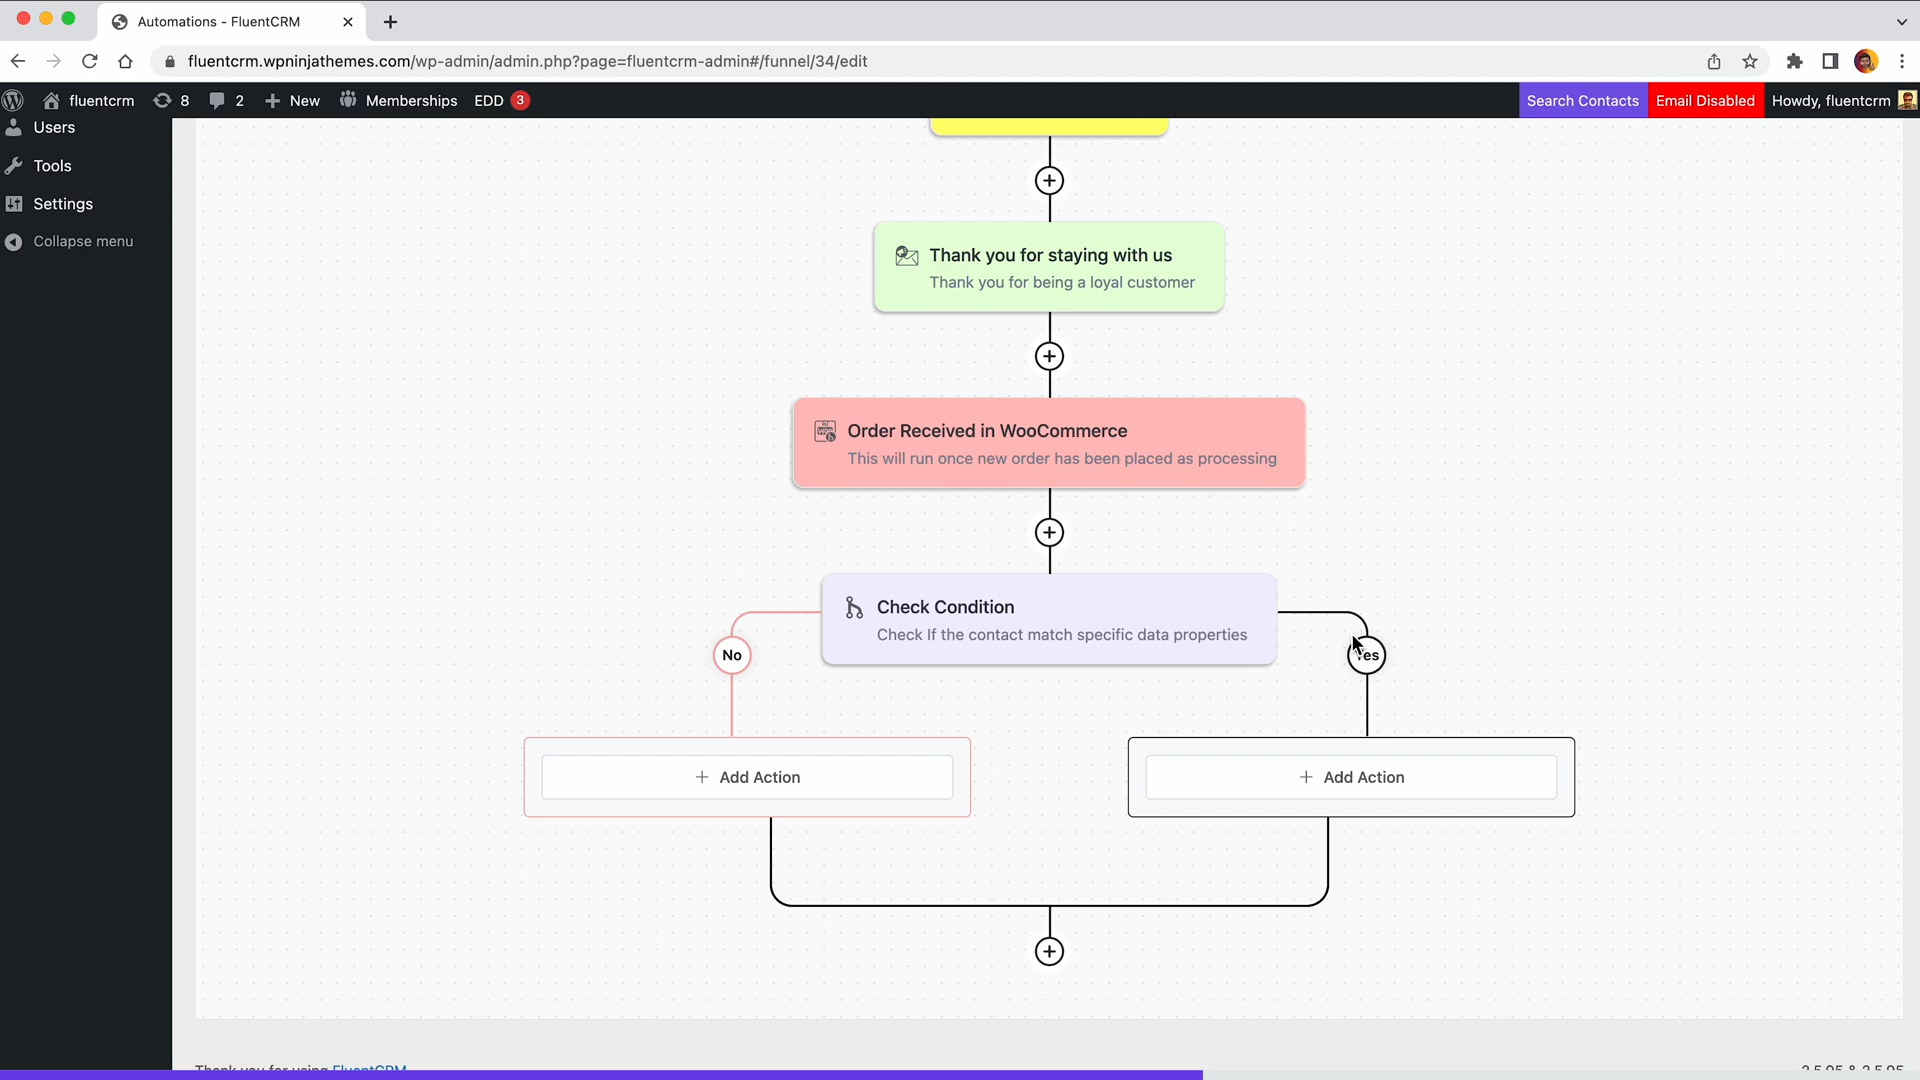 Automations - FluentCRM
fluentcrm.wpninjathemes.com/wp-admin/admin.php?page=fluentcrm-admin#/funnel/34/edit
fluentcrm 8 2 New Memberships EDD 3 Search Contacts Email Disabled Howdy, fluentcrm
Users
Tools
Settings
Collapse menu
Thank you for staying with us
Thank you for being a loyal customer
Order Received in WooCommerce
This will run once new order has been placed as processing
Check Condition
Check If the contact match specific data properties
No
Yes
Add Action
Add Action
Thank you for using FluentCRM